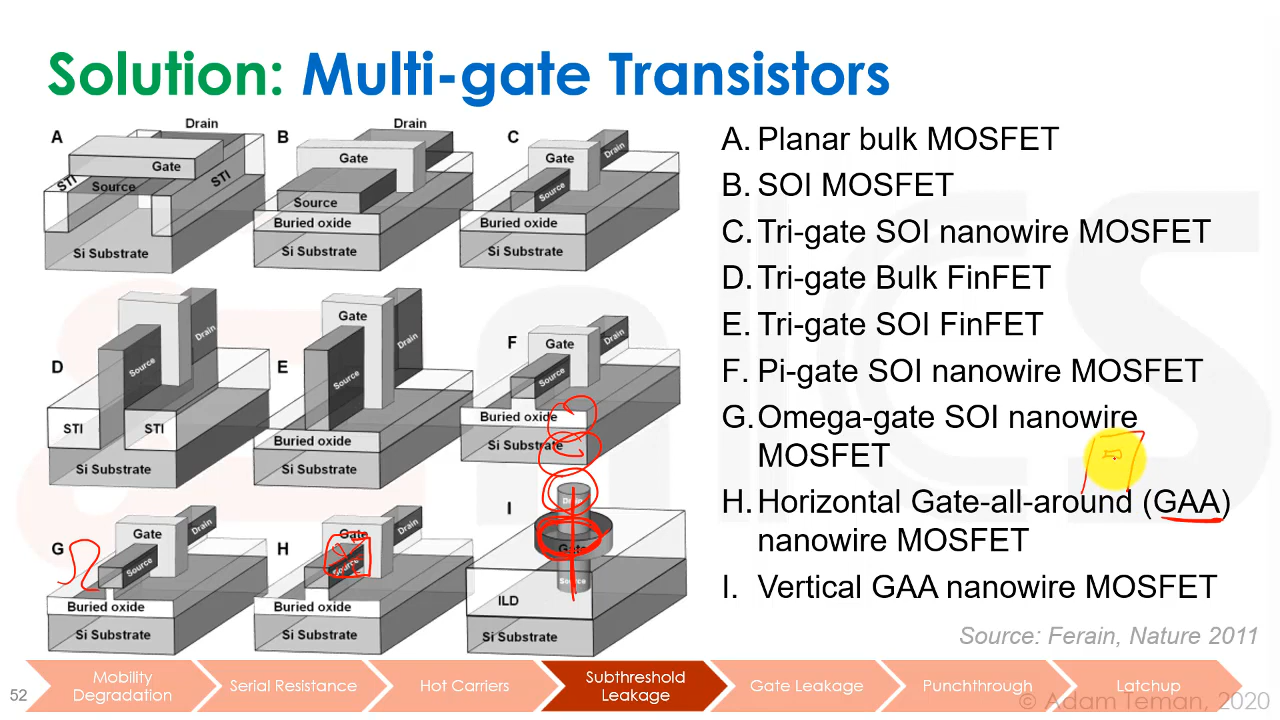 Solution: Multi-gate Transistors
A
Drain
Gate
STI
Source
STI
Si Substrate
B
Drain
Gate
Source
Buried oxide
Si Substrate
C
Gate
Drain
Source
Buried oxide
Si Substrate
D
Gate
Drain
Source
STI
STI
Si Substrate
E
Gate
Drain
Source
Buried oxide
Si Substrate
F
Gate
Drain
Source
Buried oxide
Si Substrate
G
Gate
Drain
Source
Buried oxide
Si Substrate
H
Gate
Drain
Source
Buried oxide
Si Substrate
I
Drain
Gate
Source
ILD
Si Substrate
A. Planar bulk MOSFET
B. SOI MOSFET
C. Tri-gate SOI nanowire MOSFET
D. Tri-gate Bulk FinFET
E. Tri-gate SOI FinFET
F. Pi-gate SOI nanowire MOSFET
G. Omega-gate SOI nanowire
MOSFET
H. Horizontal Gate-all-around (GAA)
nanowire MOSFET
I. Vertical GAA nanowire MOSFET
Source: Ferain, Nature 2011
52
Mobility
Degradation
Serial Resistance
Hot Carriers
Subthreshold
Leakage
Gate Leakage
Punchthrough
Latchup
© Adam Teman, 2020